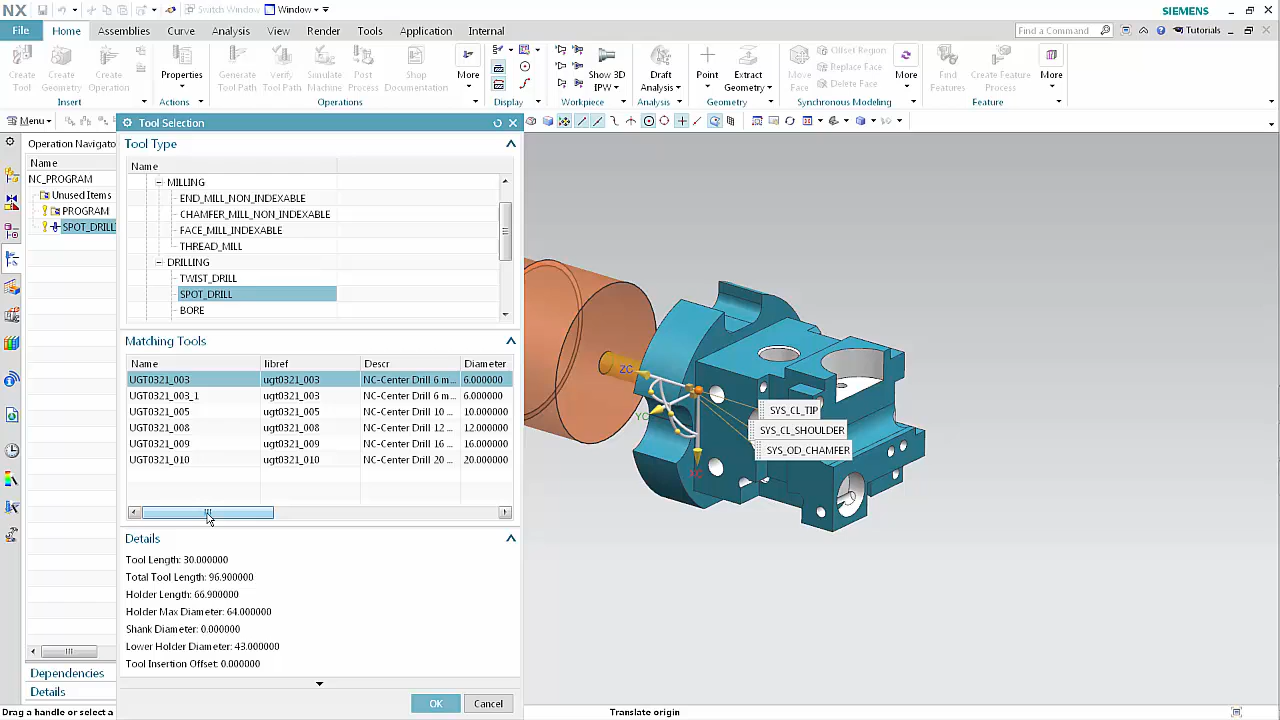 NX
Switch Window
Window
SIEMENS
File
Home
Assemblies
Curve
Analysis
View
Render
Tools
Application
Internal
Find a Command
Tutorials
Create Tool
Create Geometry
Create Operation
Properties
Generate Tool Path
Verify Tool Path
Simulate Machine
Post Process
Shop Documentation
More
Show 3D IPW
Draft Analysis
Point
Extract Geometry
Move Face
Offset Region
Replace Face
Delete Face
More
Find Features
Create Feature Process
More
Insert
Actions
Operations
Display
Workpiece
Analysis
Geometry
Synchronous Modeling
Feature
Menu
Operation Navigato
Name
NC_PROGRAM
Unused Items
PROGRAM
SPOT_DRILL
Dependencies
Details
Tool Selection
Tool Type
Name
MILLING
END_MILL_NON_INDEXABLE
CHAMFER_MILL_NON_INDEXABLE
FACE_MILL_INDEXABLE
THREAD_MILL
DRILLING
TWIST_DRILL
SPOT_DRILL
BORE
Matching Tools
Name libref Descr Diameter
UGT0321_003 ugt0321_003 NC-Center Drill 6 m... 6.000000
UGT0321_003_1 ugt0321_003 NC-Center Drill 6 m... 6.000000
UGT0321_005 ugt0321_005 NC-Center Drill 10 ... 10.000000
UGT0321_008 ugt0321_008 NC-Center Drill 12 ... 12.000000
UGT0321_009 ugt0321_009 NC-Center Drill 16 ... 16.000000
UGT0321_010 ugt0321_010 NC-Center Drill 20 ... 20.000000
Details
Tool Length: 30.000000
Total Tool Length: 96.900000
Holder Length: 66.900000
Holder Max Diameter: 64.000000
Shank Diameter: 0.000000
Lower Holder Diameter: 43.000000
Tool Insertion Offset: 0.000000
OK
Cancel
ZC
YC
XC
SYS_CL_TIP
SYS_CL_SHOULDER
SYS_OD_CHAMFER
Drag a handle or select a
Translate origin